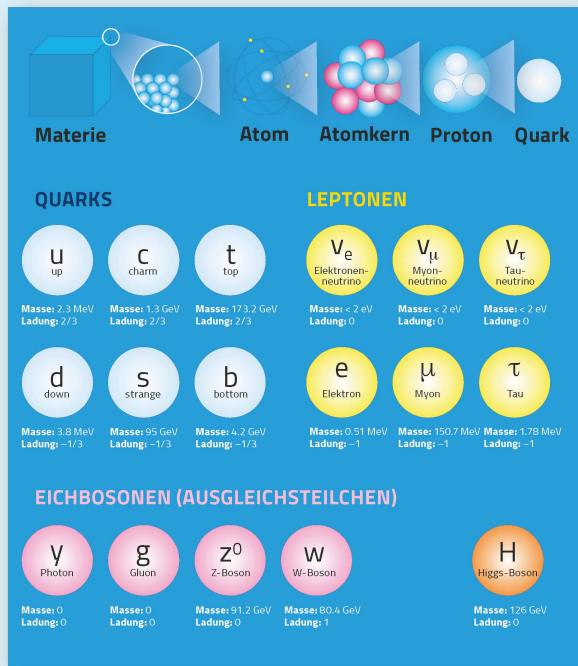 Materie
Atom
Atomkern
Proton
Quark
QUARKS
u
up
Masse: 2.3 MeV
Ladung: 2/3
c
charm
Masse: 1.3 GeV
Ladung: 2/3
t
top
Masse: 173.2 GeV
Ladung: 2/3
d
down
Masse: 3.8 MeV
Ladung: −1/3
s
strange
Masse: 95 GeV
Ladung: −1/3
b
bottom
Masse: 4.2 GeV
Ladung: −1/3
LEPTONEN
νe
Elektronen-
neutrino
Masse: < 2 eV
Ladung: 0
νμ
Myon-
neutrino
Masse: < 2 eV
Ladung: 0
ντ
Tau-
neutrino
Masse: < 2 eV
Ladung: 0
e
Elektron
Masse: 0.51 MeV
Ladung: −1
μ
Myon
Masse: 150.7 MeV
Ladung: −1
τ
Tau
Masse: 1.78 MeV
Ladung: −1
EICHBOSONEN (AUSGLEICHSTEILCHEN)
y
Photon
Masse: 0
Ladung: 0
g
Gluon
Masse: 0
Ladung: 0
z⁰
Z-Boson
Masse: 91.2 GeV
Ladung: 0
w
W-Boson
Masse: 80.4 GeV
Ladung: 1
H
Higgs-Boson
Masse: 126 GeV
Ladung: 0